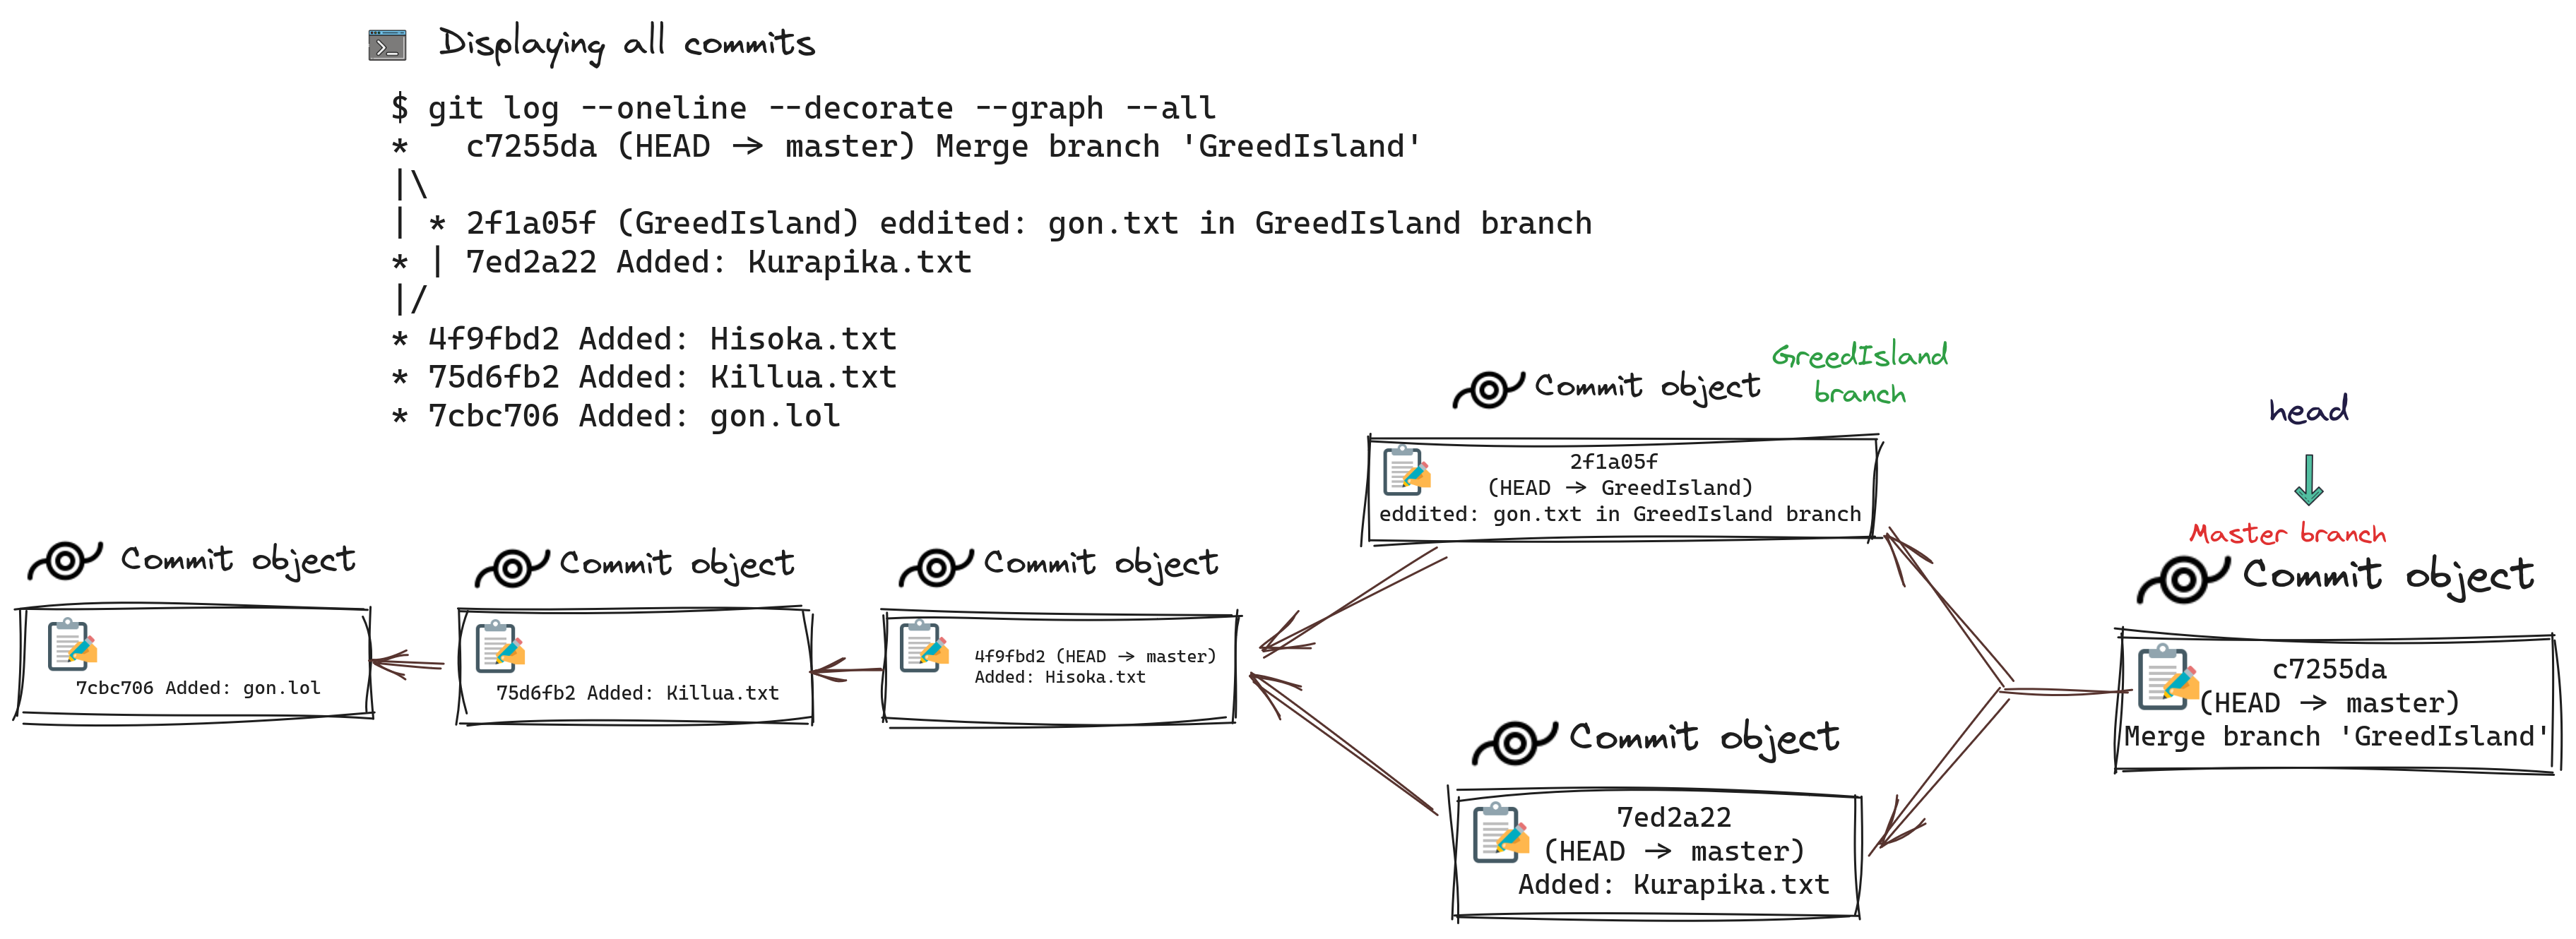 Displaying all commits
$ git log --oneline --decorate --graph --all
*   c7255da (HEAD -> master) Merge branch 'GreedIsland'
|\
| * 2f1a05f (GreedIsland) eddited: gon.txt in GreedIsland branch
* | 7ed2a22 Added: Kurapika.txt
|/
* 4f9fbd2 Added: Hisoka.txt
* 75d6fb2 Added: Killua.txt
* 7cbc706 Added: gon.lol
Commit object
7cbc706 Added: gon.lol
Commit object
75d6fb2 Added: Killua.txt
Commit object
4f9fbd2 (HEAD -> master)
Added: Hisoka.txt
Commit object
GreedIsland
branch
2f1a05f
(HEAD -> GreedIsland)
eddited: gon.txt in GreedIsland branch
Commit object
7ed2a22
(HEAD -> master)
Added: Kurapika.txt
head
Master branch
Commit object
c7255da
(HEAD -> master)
Merge branch 'GreedIsland'